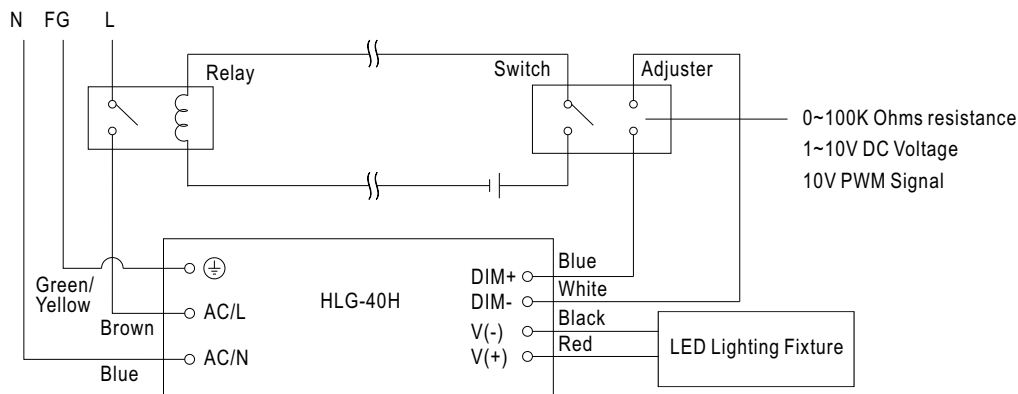 N FG L
Relay
Switch
Adjuster
0~100K Ohms resistance
1~10V DC Voltage
10V PWM Signal
Green/
Yellow
Brown
Blue
AC/L
AC/N
HLG-40H
DIM+
DIM-
V(-)
V(+)
Blue
White
Black
Red
LED Lighting Fixture